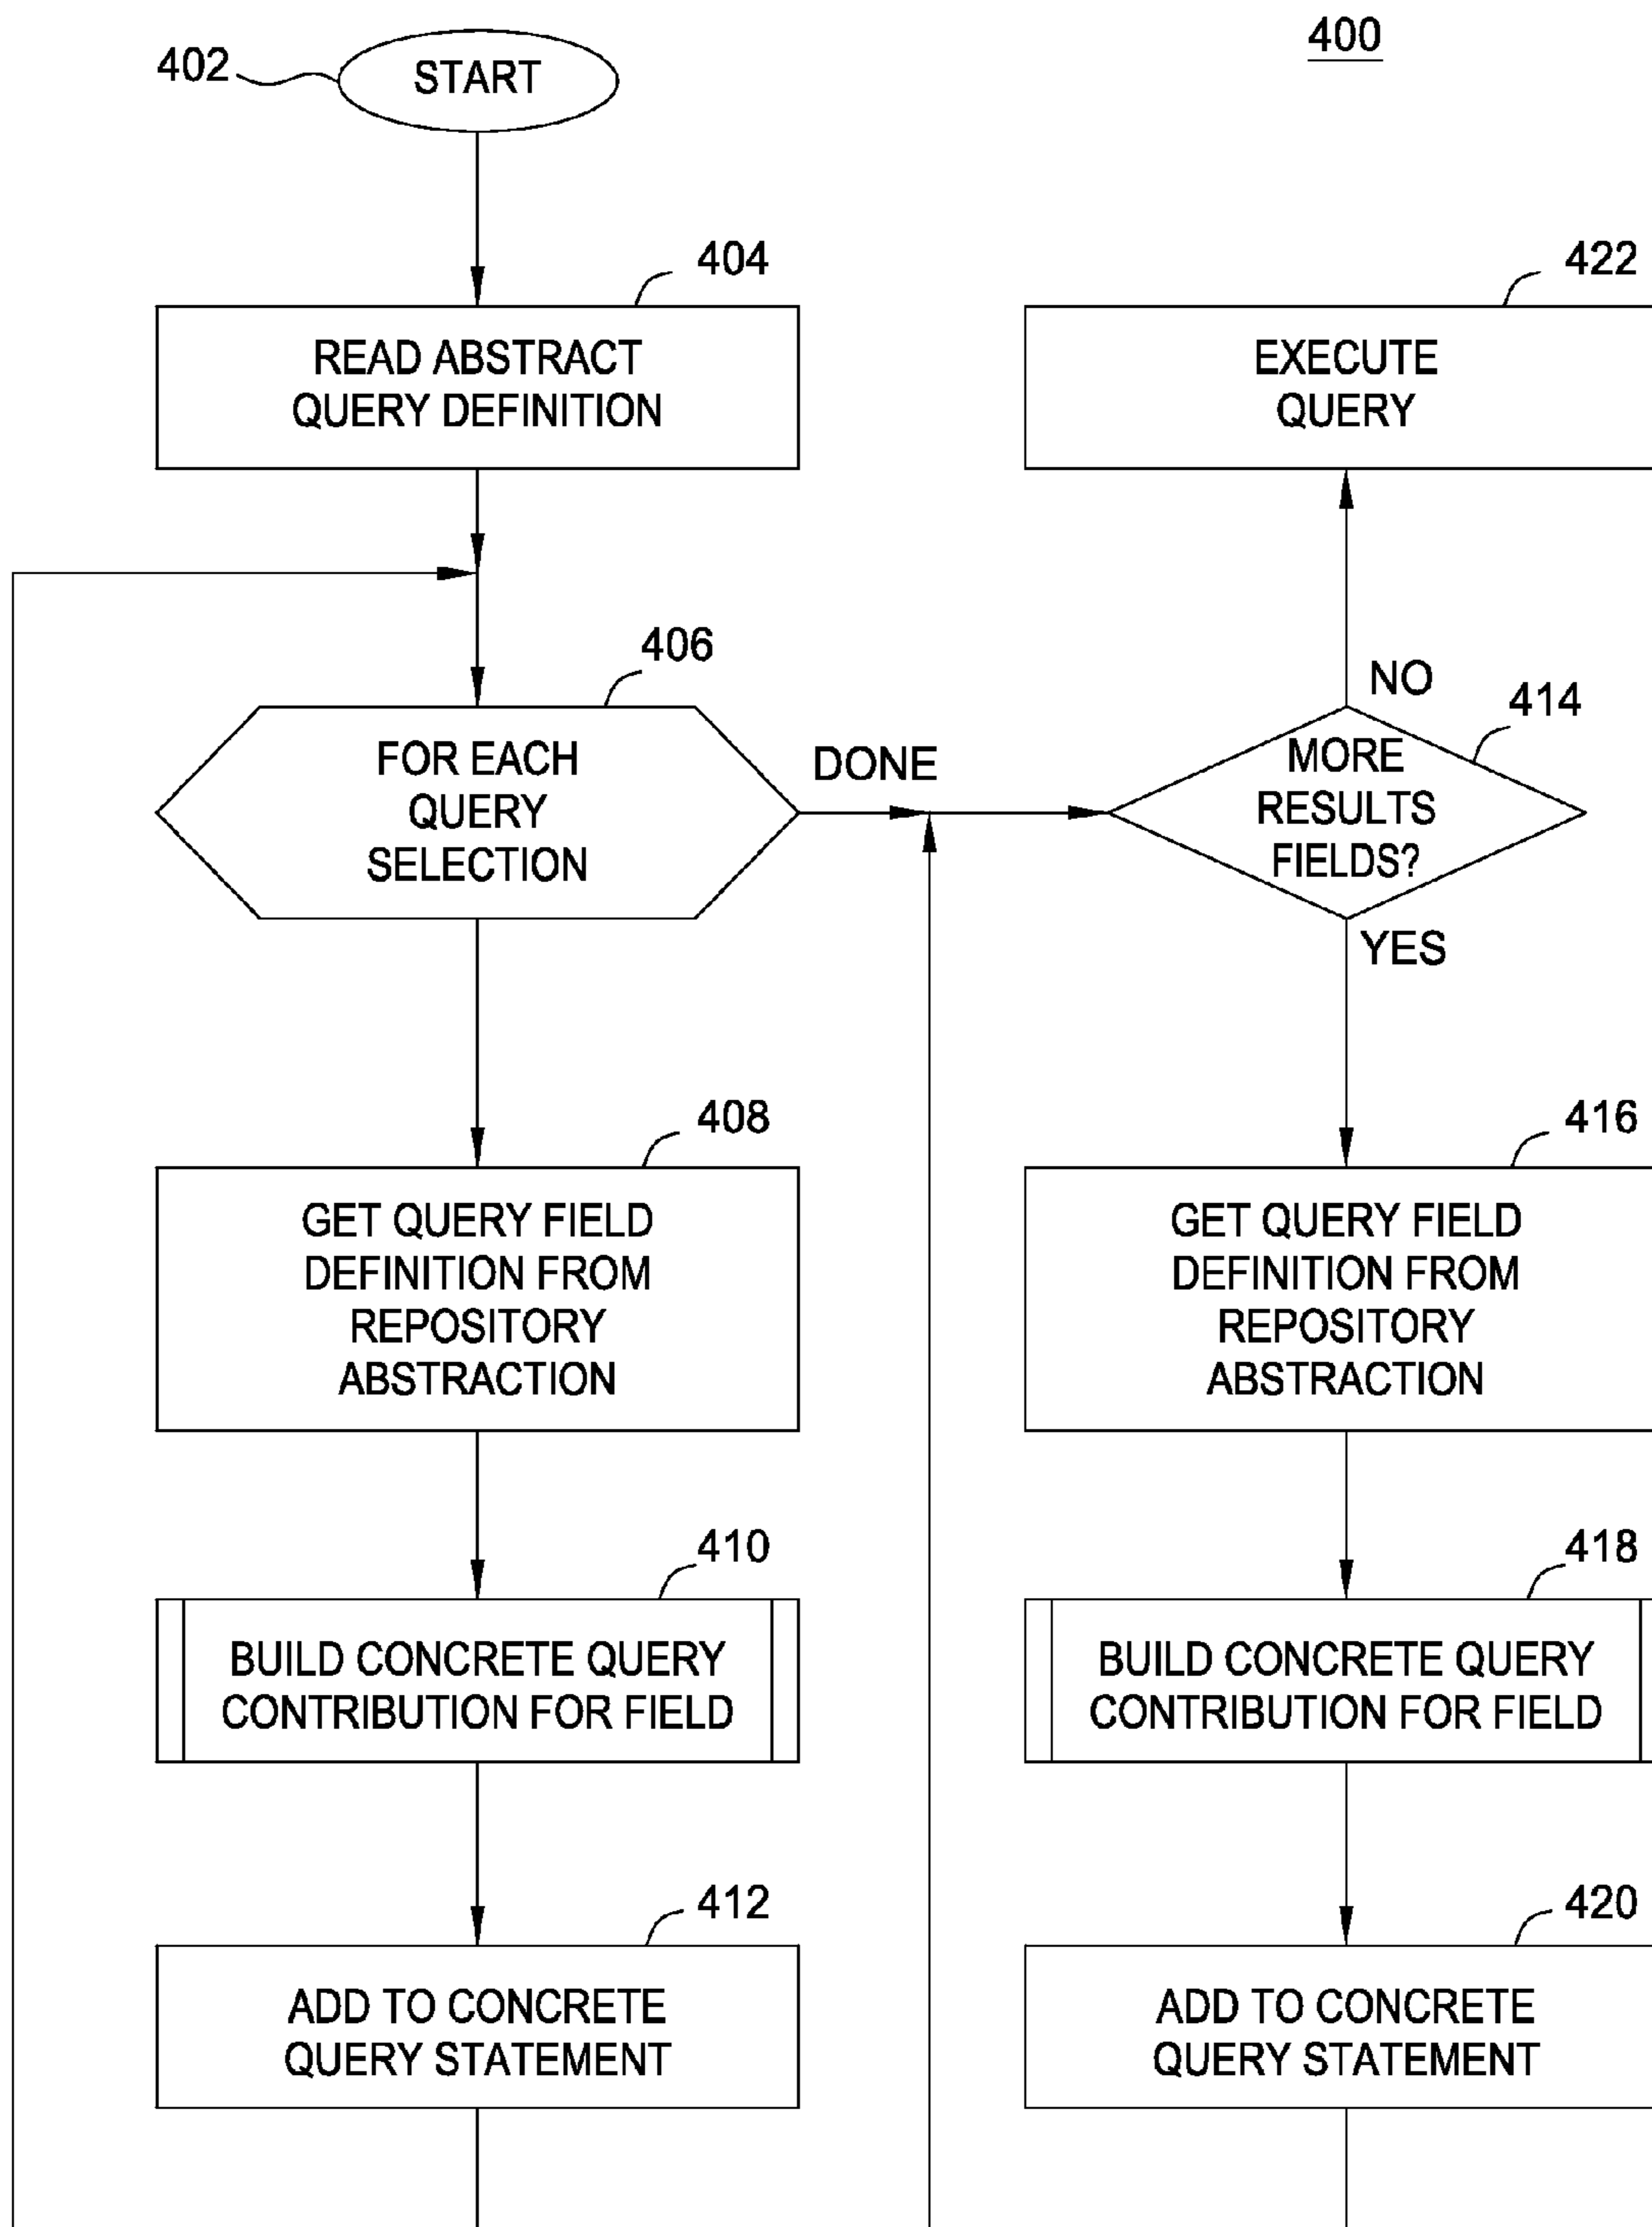 400
402
START
404
READ ABSTRACT
QUERY DEFINITION
422
EXECUTE
QUERY
406
FOR EACH
QUERY
SELECTION
DONE
NO
414
MORE
RESULTS
FIELDS?
YES
408
GET QUERY FIELD
DEFINITION FROM
REPOSITORY
ABSTRACTION
416
GET QUERY FIELD
DEFINITION FROM
REPOSITORY
ABSTRACTION
410
BUILD CONCRETE QUERY
CONTRIBUTION FOR FIELD
418
BUILD CONCRETE QUERY
CONTRIBUTION FOR FIELD
412
ADD TO CONCRETE
QUERY STATEMENT
420
ADD TO CONCRETE
QUERY STATEMENT